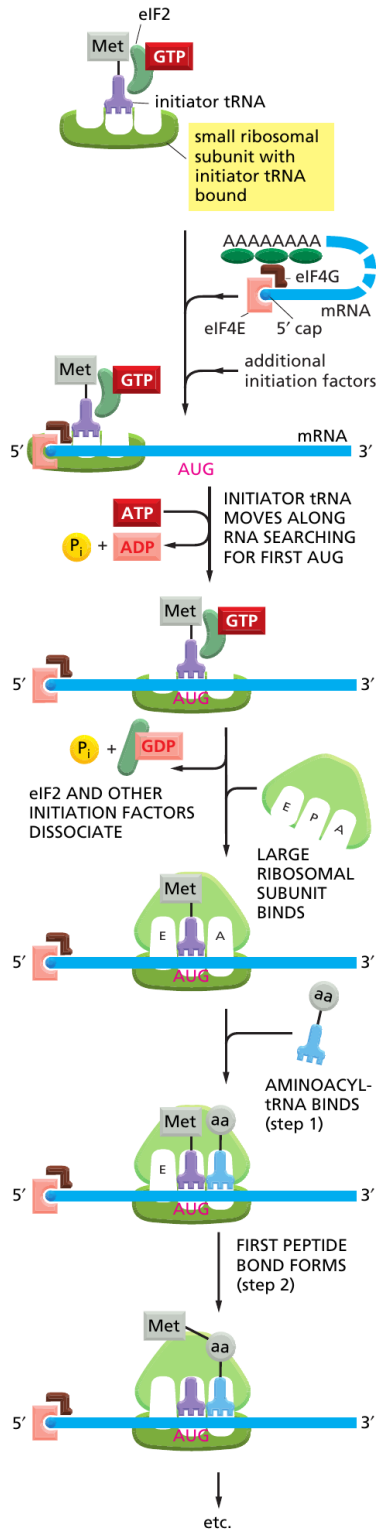 eIF2
Met
GTP
initiator tRNA
small ribosomal
subunit with
initiator tRNA
bound
AAAAAAAA
eIF4G
mRNA
eIF4E
5′ cap
additional
initiation factors
Met
GTP
mRNA
5′
3′
AUG
ATP
Pi + ADP
INITIATOR tRNA
MOVES ALONG
RNA SEARCHING
FOR FIRST AUG
Met
GTP
5′
3′
AUG
Pi + GDP
eIF2 AND OTHER
INITIATION FACTORS
DISSOCIATE
E P A
LARGE
RIBOSOMAL
SUBUNIT
BINDS
Met
E A
5′
3′
AUG
aa
AMINOACYL-
tRNA BINDS
(step 1)
Met aa
E
5′
3′
AUG
FIRST PEPTIDE
BOND FORMS
(step 2)
Met
aa
5′
3′
AUG
etc.